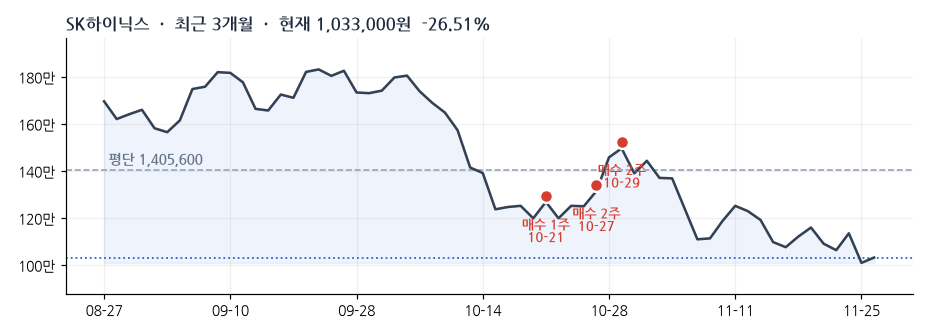 SK하이닉스 · 최근 3개월 · 현재 1,033,000원 -26.51%
180만
160만
140만
120만
100만
평단 1,405,600
매수 1주
10-21
매수 2주
10-27
매수 2주
10-29
08-27
09-10
09-28
10-14
10-28
11-11
11-25